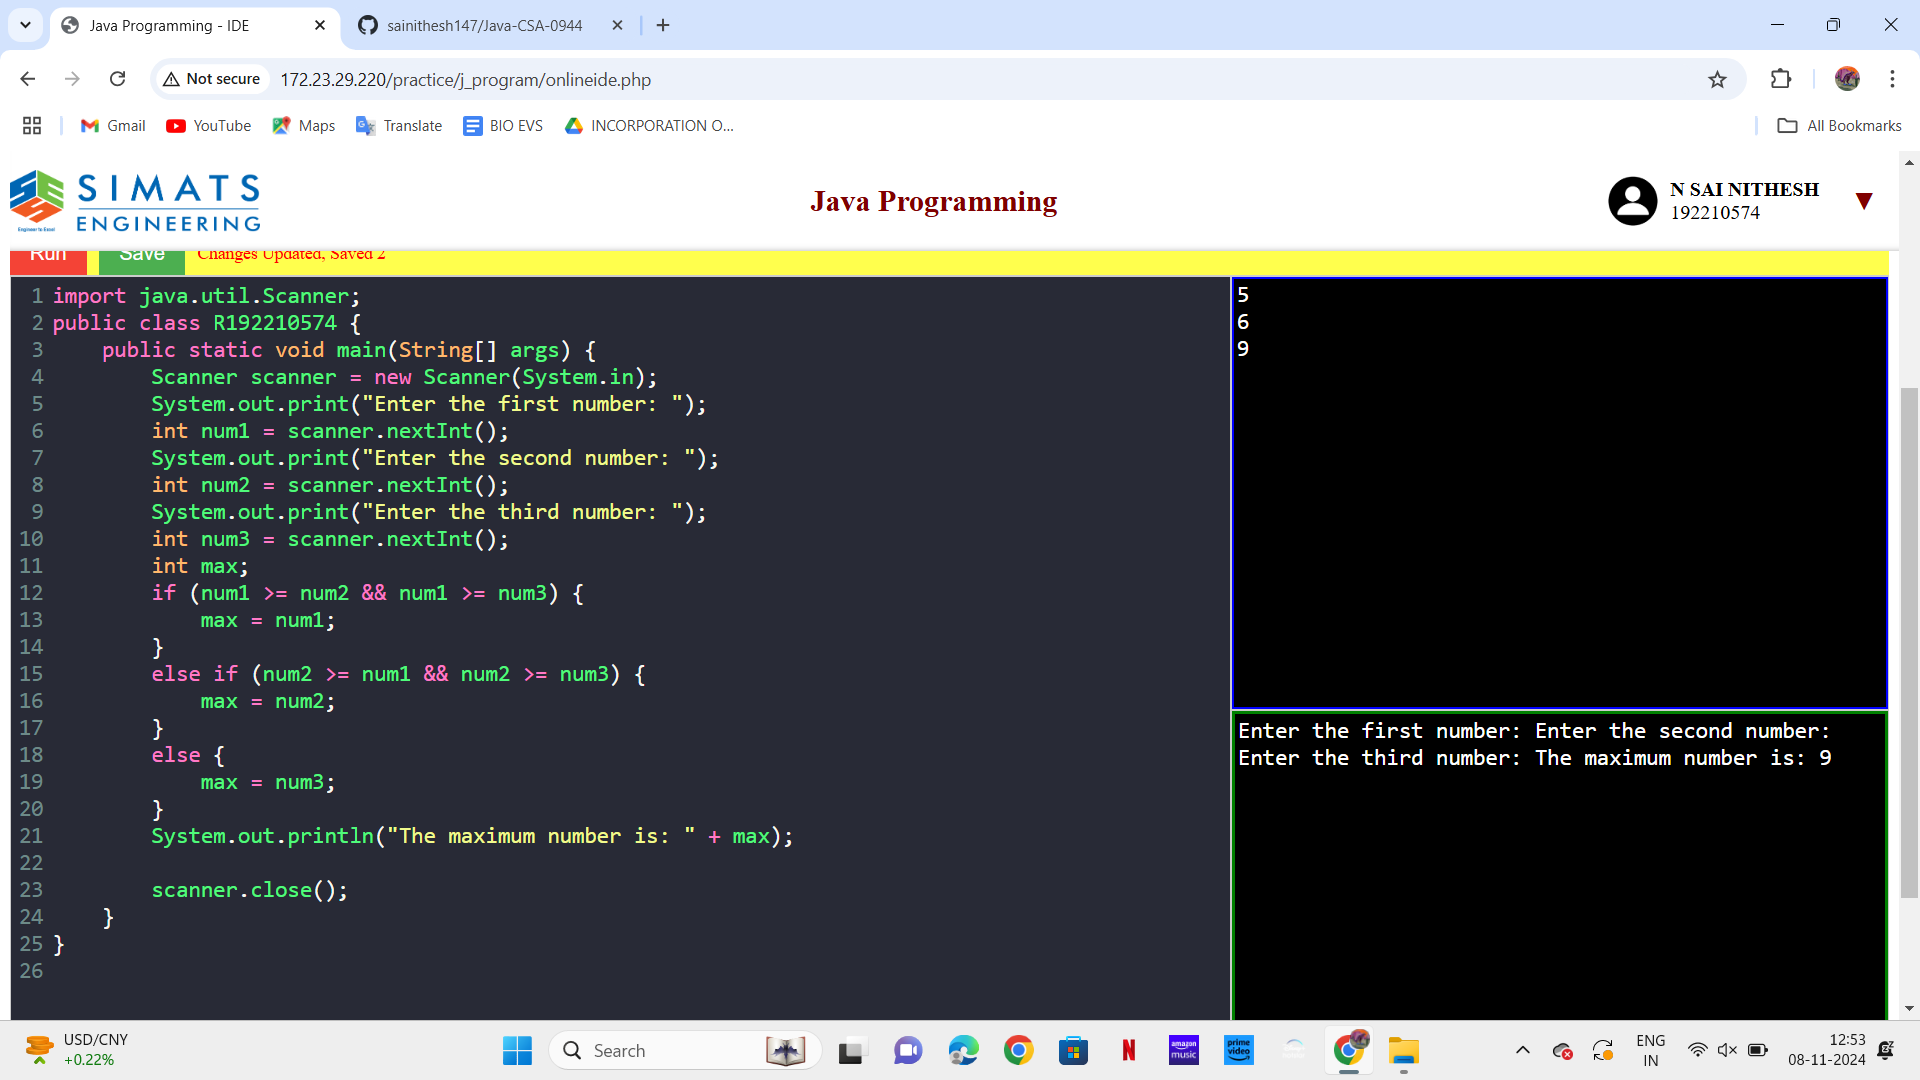 Java Programming - IDE
sainithesh147/Java-CSA-0944
Not secure
172.23.29.220/practice/j_program/onlineide.php
Gmail
YouTube
Maps
Translate
BIO EVS
INCORPORATION O...
All Bookmarks
SIMATS
ENGINEERING
Engineer to Excel
Java Programming
N SAI NITHESH
192210574
Run
Save
Changes Updated, Saved 2
1 import java.util.Scanner;
2 public class R192210574 {
3     public static void main(String[] args) {
4         Scanner scanner = new Scanner(System.in);
5         System.out.print("Enter the first number: ");
6         int num1 = scanner.nextInt();
7         System.out.print("Enter the second number: ");
8         int num2 = scanner.nextInt();
9         System.out.print("Enter the third number: ");
10         int num3 = scanner.nextInt();
11         int max;
12         if (num1 >= num2 && num1 >= num3) {
13             max = num1;
14         }
15         else if (num2 >= num1 && num2 >= num3) {
16             max = num2;
17         }
18         else {
19             max = num3;
20         }
21         System.out.println("The maximum number is: " + max);
22
23         scanner.close();
24     }
25 }
26
5
6
9
Enter the first number: Enter the second number:
Enter the third number: The maximum number is: 9
USD/CNY
+0.22%
Search
amazon music
prime video
ENG
IN
12:53
08-11-2024